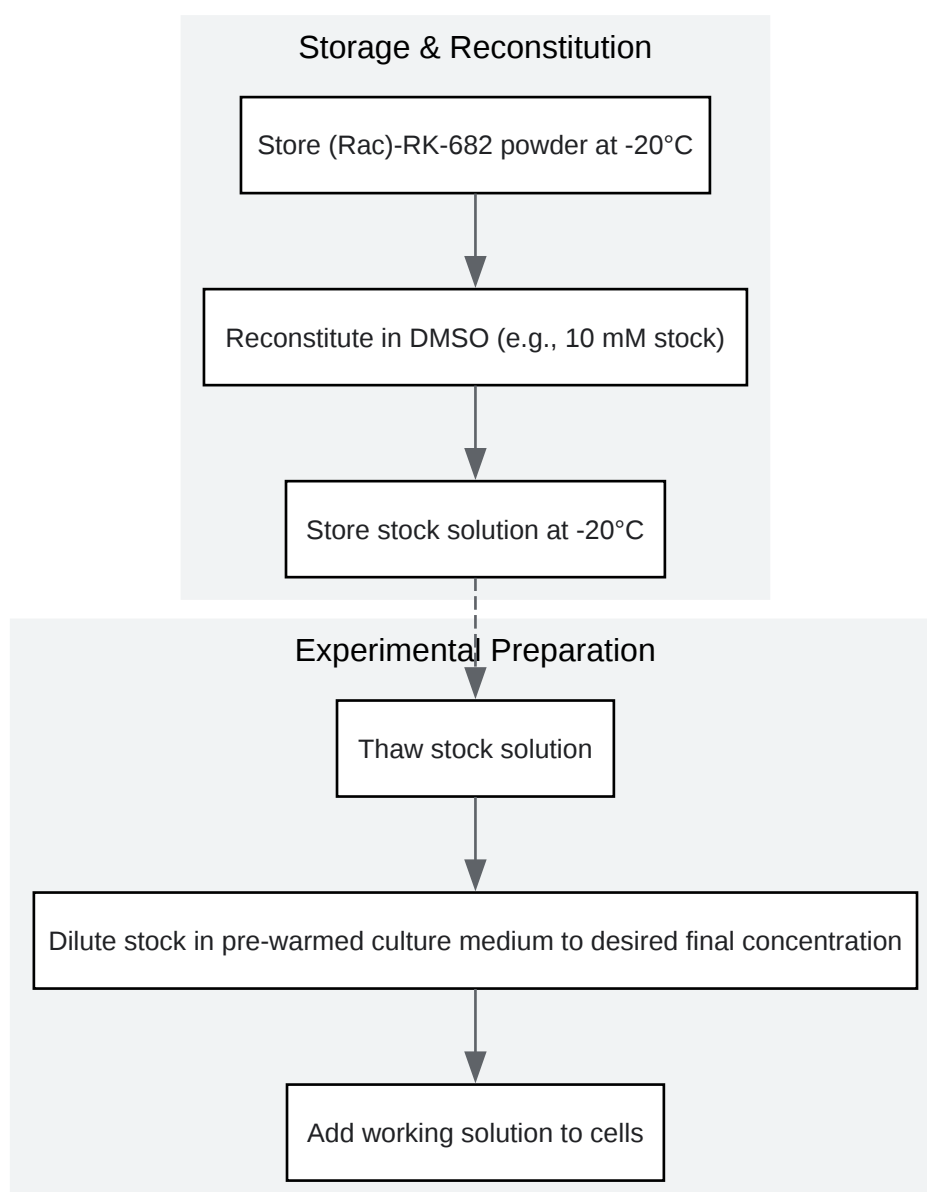 Storage & Reconstitution
Store (Rac)-RK-682 powder at -20°C
Reconstitute in DMSO (e.g., 10 mM stock)
Store stock solution at -20°C
Experimental Preparation
Thaw stock solution
Dilute stock in pre-warmed culture medium to desired final concentration
Add working solution to cells